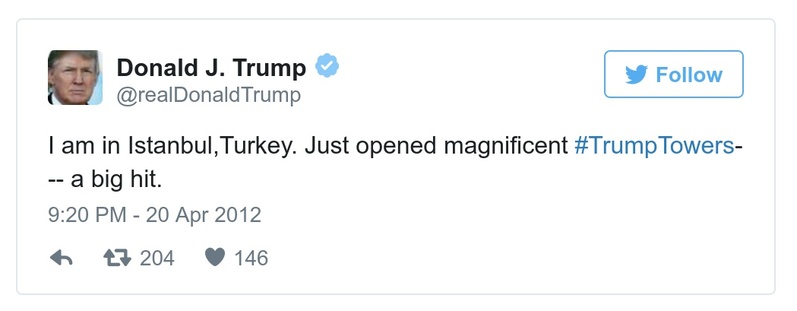 Donald J. Trump
@realDonaldTrump
Follow
I am in Istanbul,Turkey. Just opened magnificent #TrumpTowers-
-- a big hit.
9:20 PM - 20 Apr 2012
204 146